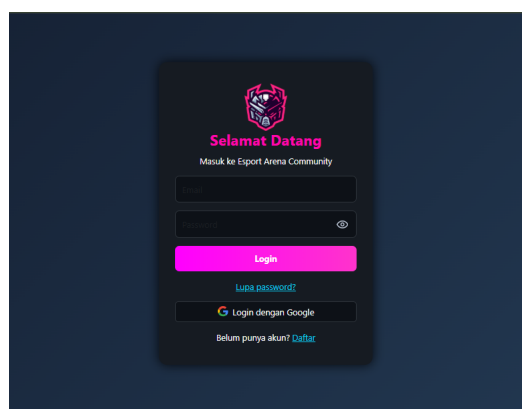 Selamat Datang
Masuk ke Esport Arena Community
Email
Password
Login
Lupa password?
Login dengan Google
Belum punya akun? Daftar